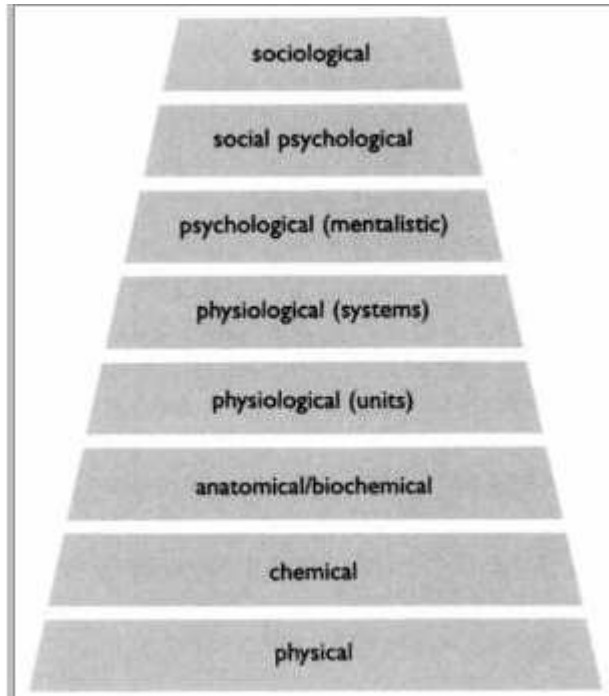 sociological
social psychological
psychological (mentalistic)
physiological (systems)
physiological (units)
anatomical/biochemical
chemical
physical